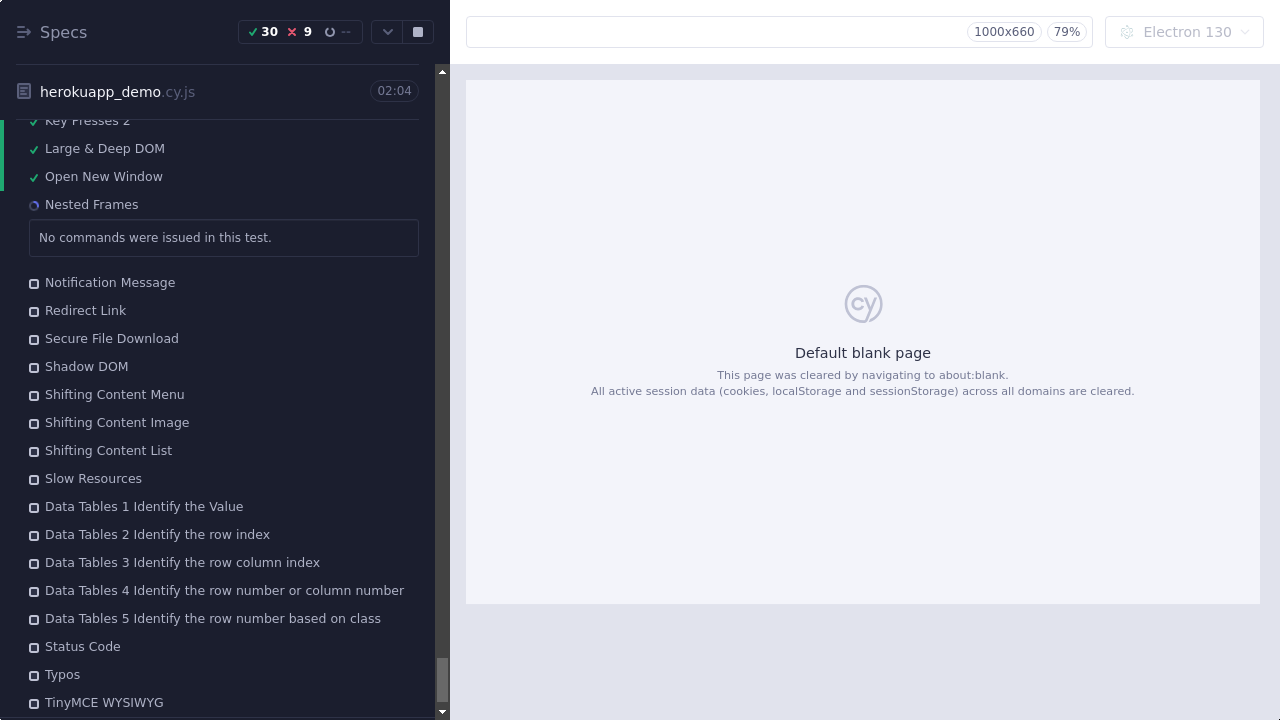 Specs
30
9
--
1000x660
79%
Electron 130
herokuapp_demo.cy.js
02:04
Key Presses 2
Large & Deep DOM
Open New Window
Nested Frames
No commands were issued in this test.
Notification Message
Redirect Link
Secure File Download
Shadow DOM
Shifting Content Menu
Shifting Content Image
Shifting Content List
Slow Resources
Data Tables 1 Identify the Value
Data Tables 2 Identify the row index
Data Tables 3 Identify the row column index
Data Tables 4 Identify the row number or column number
Data Tables 5 Identify the row number based on class
Status Code
Typos
TinyMCE WYSIWYG
cy
Default blank page
This page was cleared by navigating to about:blank.
All active session data (cookies, localStorage and sessionStorage) across all domains are cleared.